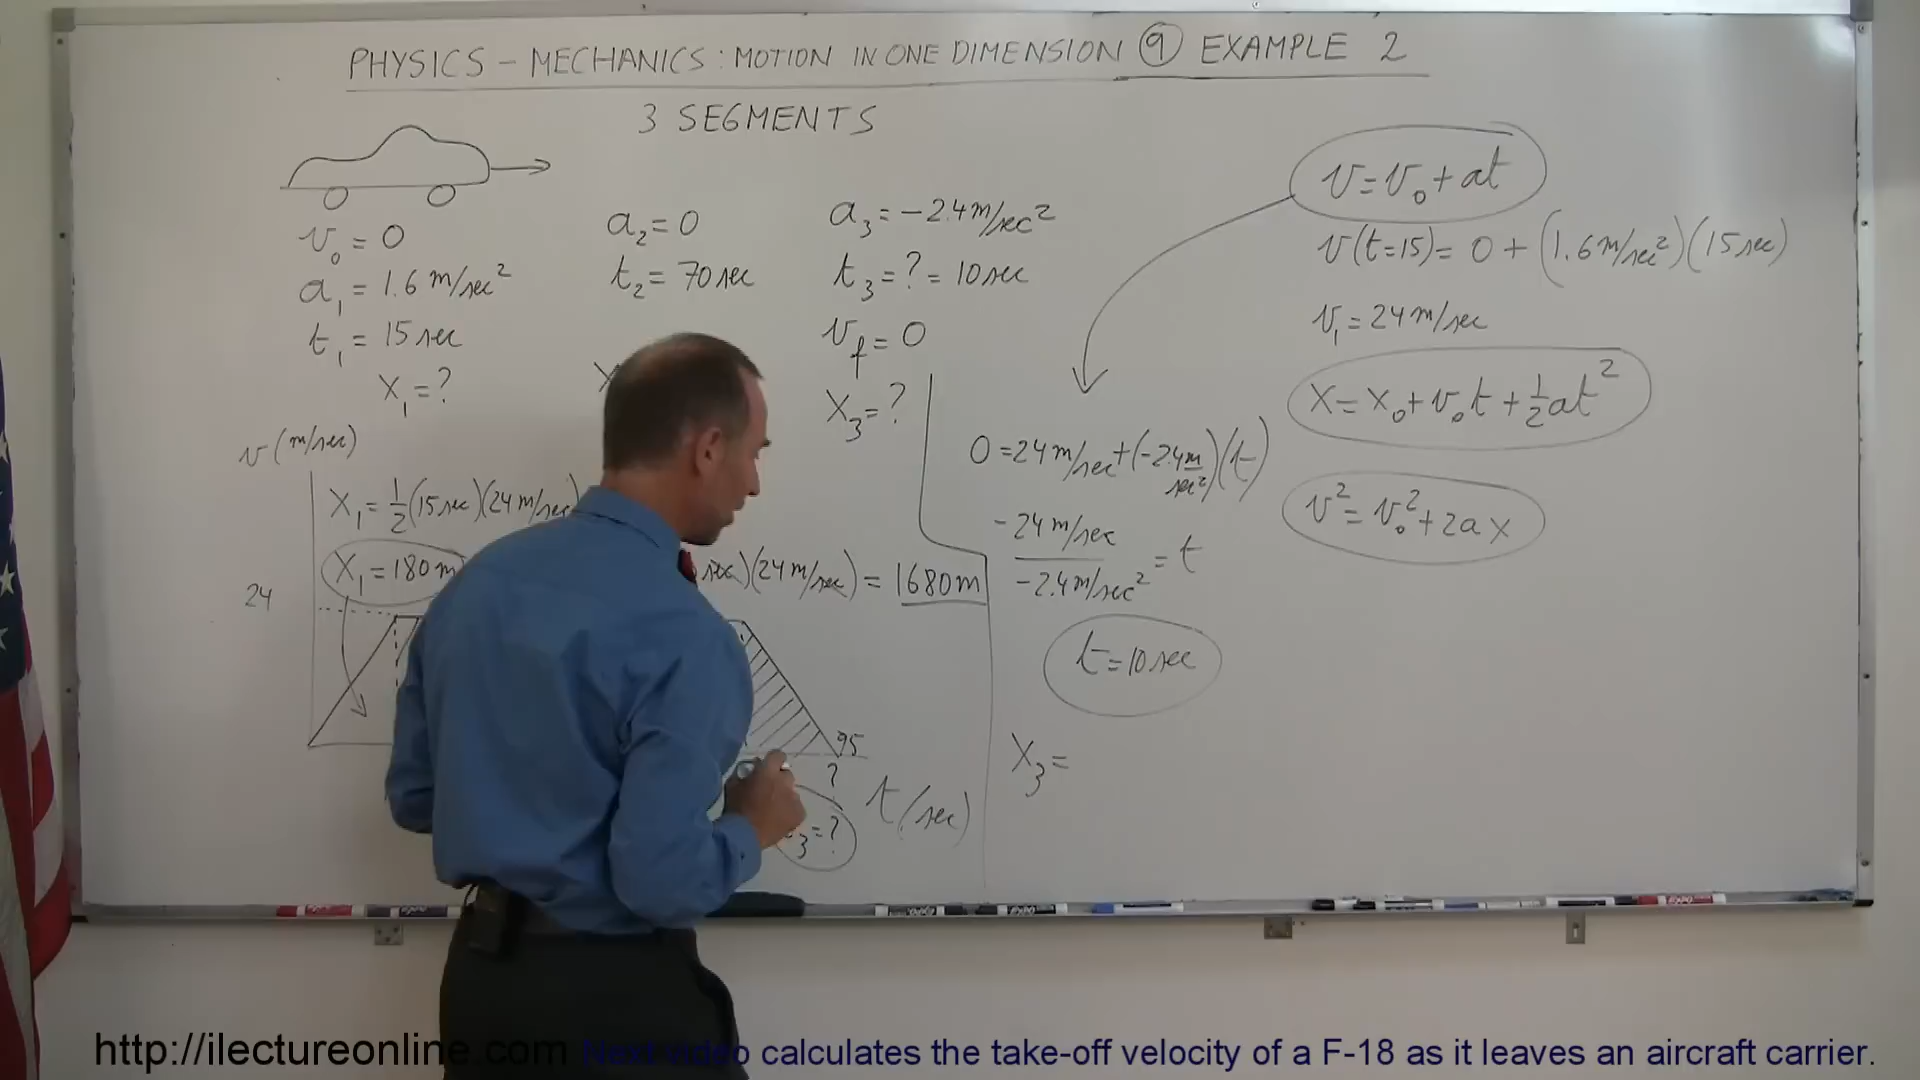 PHYSICS - MECHANICS: MOTION IN ONE DIMENSION ⑨ EXAMPLE 2
3 SEGMENTS
v₀ = 0
a₁ = 1.6 m/sec²
t₁ = 15 sec
x₁ = ?
a₂ = 0
t₂ = 70 sec
x
a₃ = -2.4 m/sec²
t₃ = ? = 10 sec
v_f = 0
x₃ = ?
v = v₀ + at
v(t=15) = 0 + (1.6 m/sec²)(15 sec)
v₁ = 24 m/sec
x = x₀ + v₀t + ½at²
v² = v₀² + 2ax
v (m/sec)
x₁ = ½(15 sec)(24 m/sec)
x₁ = 180 m
sec)(24 m/sec) = 1680 m
24
95
?
t (sec)
₃ = ?
0 = 24 m/sec + (-2.4 m/sec²)(t)
-24 m/sec / -2.4 m/sec² = t
t = 10 sec
x₃ =
EXPO
http://ilectureonline.com Next video calculates the take-off velocity of a F-18 as it leaves an aircraft carrier.